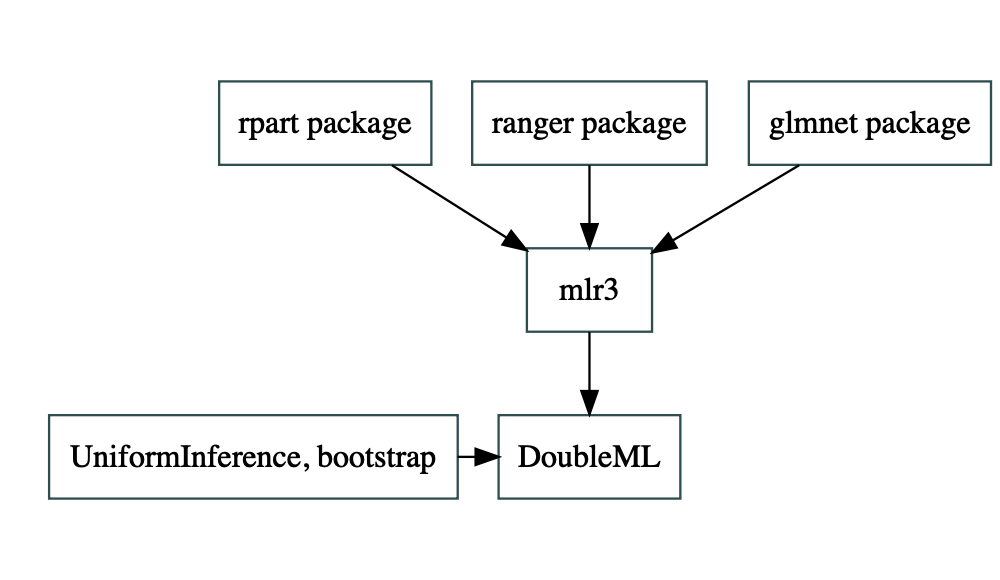 rpart package
ranger package
glmnet package
mlr3
UniformInference, bootstrap
DoubleML